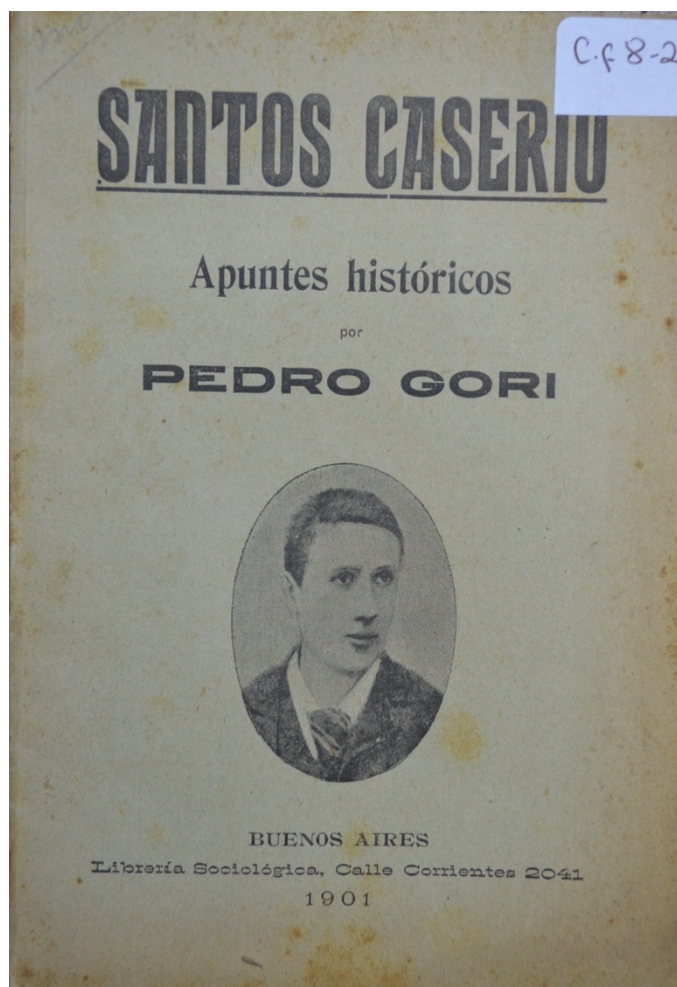 C.f 8-2
SANTOS CASERIO
Apuntes históricos
por
PEDRO GORI
BUENOS AIRES
Librería Sociológica, Calle Corrientes 2041
1901